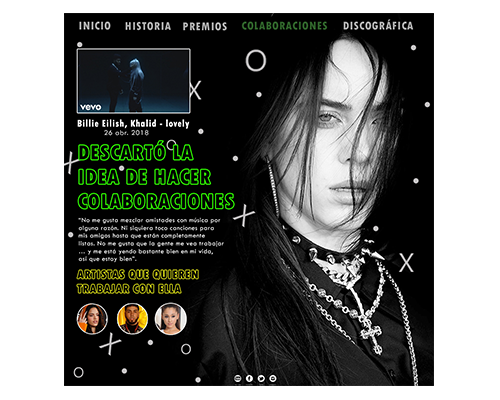 INICIO HISTORIA PREMIOS COLABORACIONES DISCOGRÁFICA
vevo
Billie Eilish, Khalid - lovely
26 abr. 2018
DESCARTÓ LA
IDEA DE HACER
COLABORACIONES
"No me gusta mezclar amistades con música por
alguna razón. Ni siquiera toco canciones para
mis amigos hasta que están completamente
listas. No me gusta que la gente me vea trabajar
... y me está yendo bastante bien en mi vida,
así que estoy bien".
ARTISTAS QUE QUIEREN
TRABAJAR CON ELLA